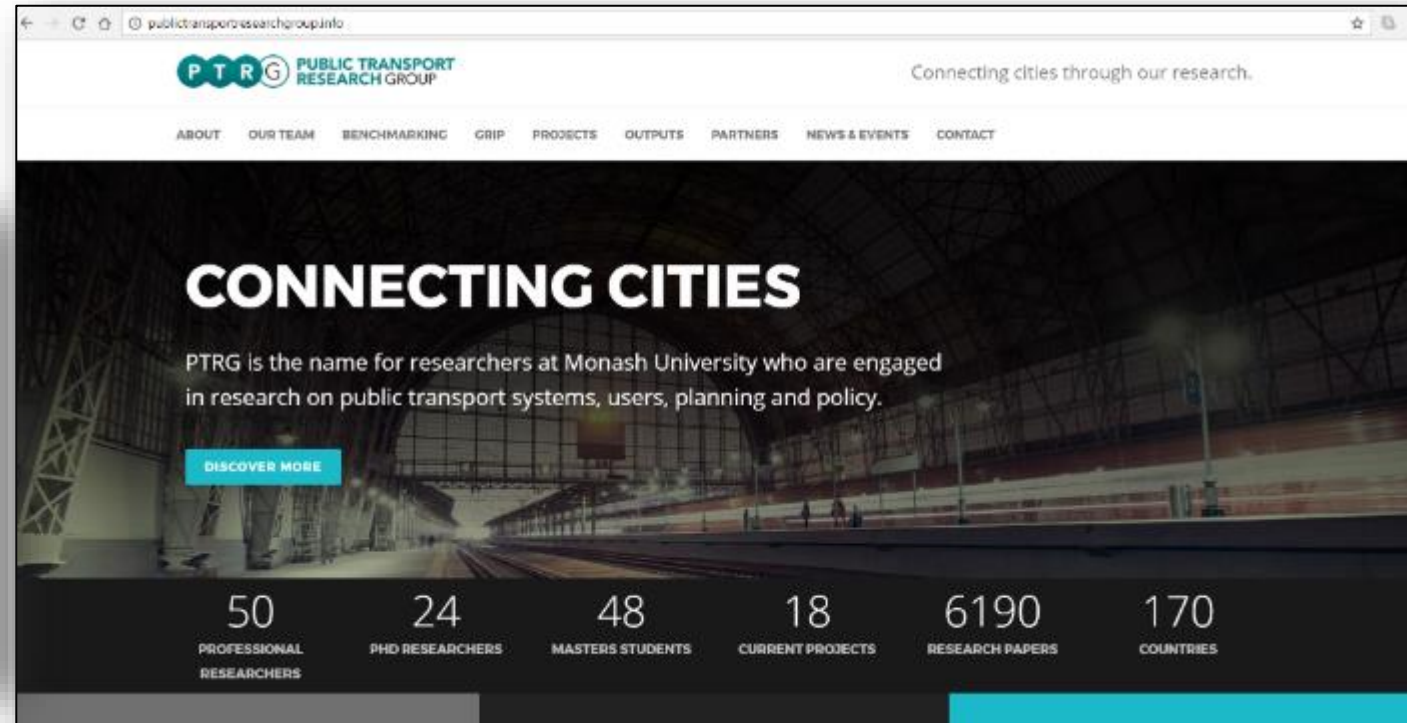 publictransportresearchgroup.info
PTRG PUBLIC TRANSPORT
RESEARCH GROUP
Connecting cities through our research.
ABOUT OUR TEAM BENCHMARKING GRIP PROJECTS OUTPUTS PARTNERS NEWS & EVENTS CONTACT
CONNECTING CITIES
PTRG is the name for researchers at Monash University who are engaged
in research on public transport systems, users, planning and policy.
DISCOVER MORE
50 24 48 18 6190 170
PROFESSIONAL PHD RESEARCHERS MASTERS STUDENTS CURRENT PROJECTS RESEARCH PAPERS COUNTRIES
RESEARCHERS